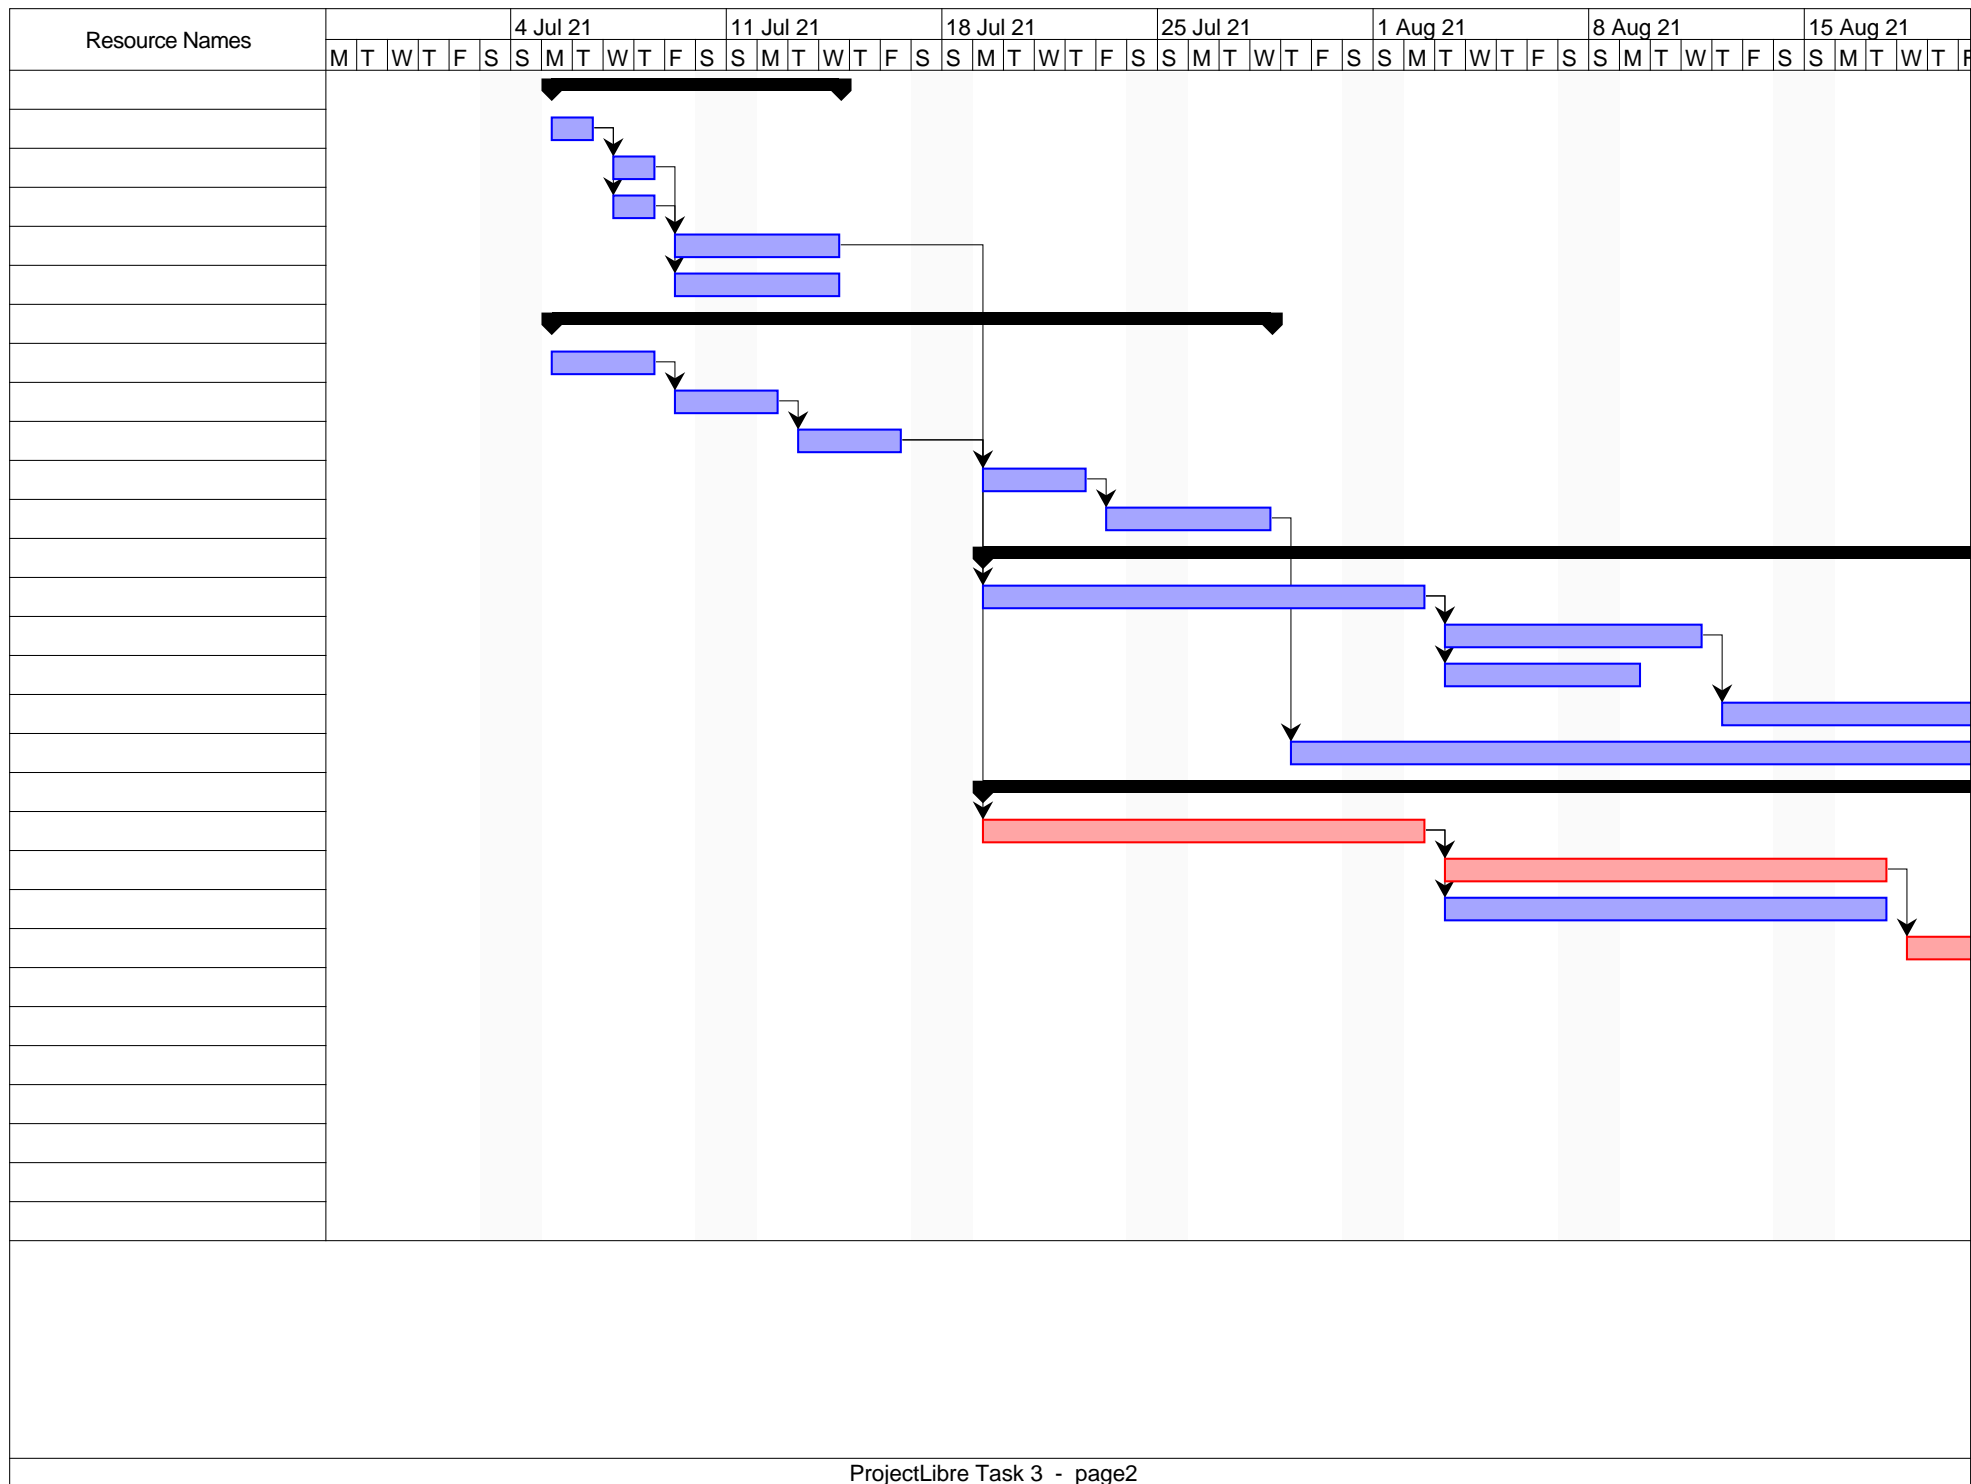 Resource Names
4 Jul 21 11 Jul 21 18 Jul 21 25 Jul 21 1 Aug 21 8 Aug 21 15 Aug 21
M T W T F S S M T W T F S S M T W T F S S M T W T F S S M T W T F S S M T W T F S S M T W T F S S M T W T F
ProjectLibre Task 3 - page2